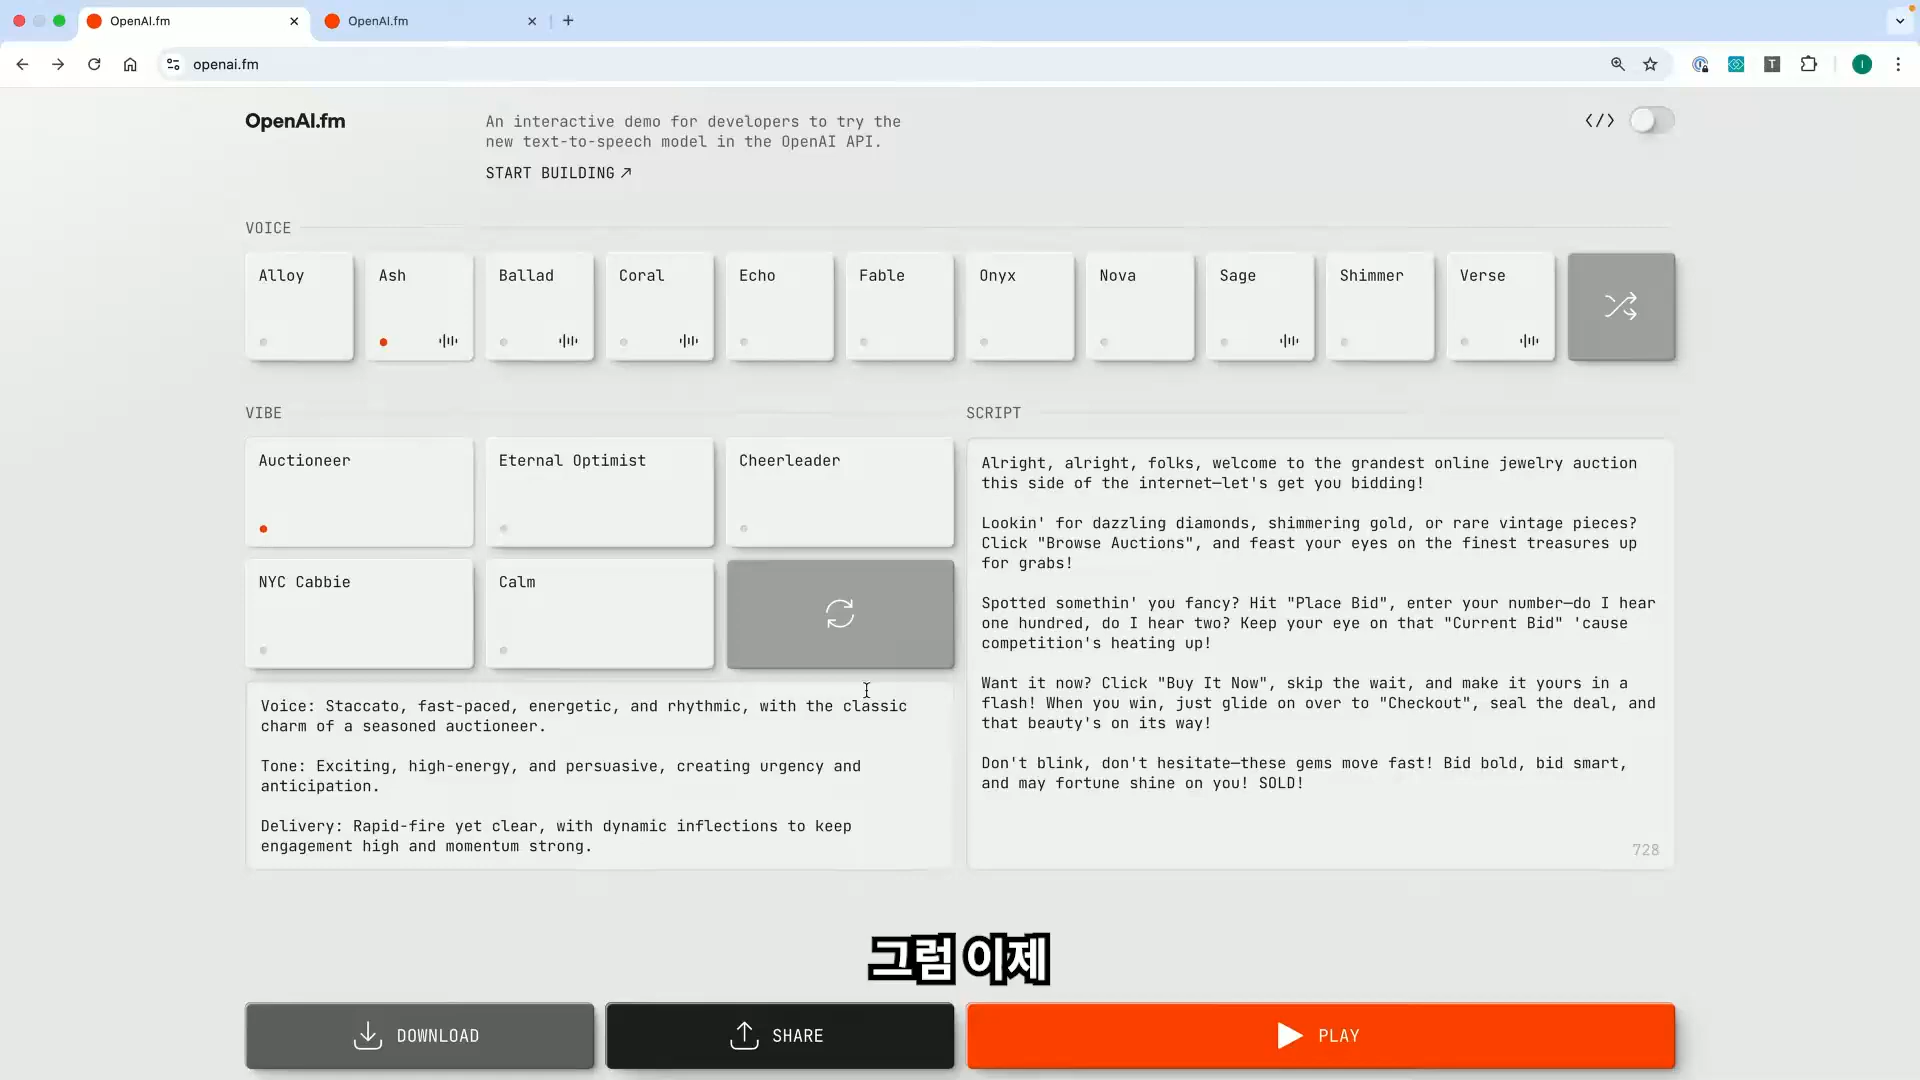 OpenAI.fm
OpenAI.fm
openai.fm
T
I
OpenAI.fm
An interactive demo for developers to try the
new text-to-speech model in the OpenAI API.
START BUILDING ↗
</>
VOICE
Alloy
Ash
Ballad
Coral
Echo
Fable
Onyx
Nova
Sage
Shimmer
Verse
VIBE
Auctioneer
Eternal Optimist
Cheerleader
NYC Cabbie
Calm
Voice: Staccato, fast-paced, energetic, and rhythmic, with the classic
charm of a seasoned auctioneer.
Tone: Exciting, high-energy, and persuasive, creating urgency and
anticipation.
Delivery: Rapid-fire yet clear, with dynamic inflections to keep
engagement high and momentum strong.
SCRIPT
Alright, alright, folks, welcome to the grandest online jewelry auction
this side of the internet—let's get you bidding!
Lookin' for dazzling diamonds, shimmering gold, or rare vintage pieces?
Click "Browse Auctions", and feast your eyes on the finest treasures up
for grabs!
Spotted somethin' you fancy? Hit "Place Bid", enter your number—do I hear
one hundred, do I hear two? Keep your eye on that "Current Bid" 'cause
competition's heating up!
Want it now? Click "Buy It Now", skip the wait, and make it yours in a
flash! When you win, just glide on over to "Checkout", seal the deal, and
that beauty's on its way!
Don't blink, don't hesitate—these gems move fast! Bid bold, bid smart,
and may fortune shine on you! SOLD!
728
그럼 이제
DOWNLOAD
SHARE
PLAY